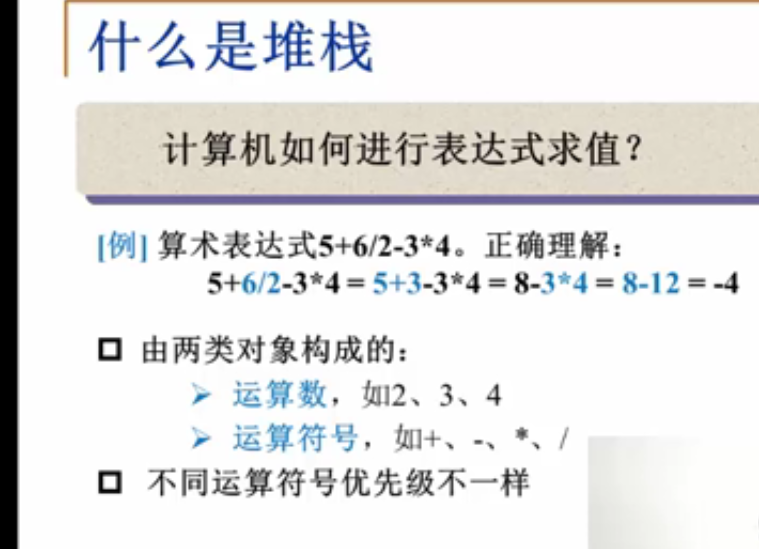 什么是堆栈
计算机如何进行表达式求值？
[例] 算术表达式5+6/2-3*4。正确理解：
5+6/2-3*4 = 5+3-3*4 = 8-3*4 = 8-12 = -4
由两类对象构成的：
运算数，如2、3、4
运算符号，如+、-、*、/
不同运算符号优先级不一样